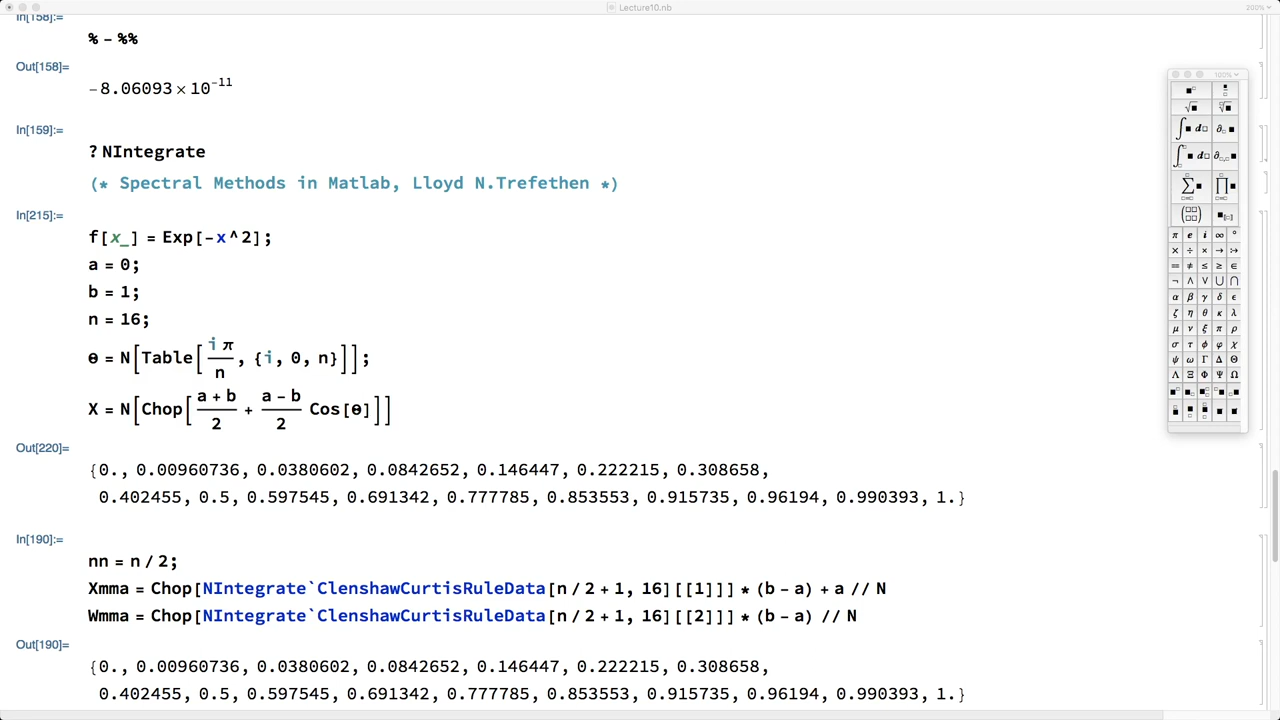 Lecture10.nb
200%
In[158]:=
% - %%
Out[158]=
-8.06093×10^-11
In[159]:=
? NIntegrate
(* Spectral Methods in Matlab, Lloyd N.Trefethen *)
In[215]:=
f[x_] = Exp[-x^2];
a = 0;
b = 1;
n = 16;
θ = N[Table[i π/n, {i, 0, n}]];
X = N[Chop[a + b/2 + a - b/2 Cos[θ]]]
Out[220]=
{0., 0.00960736, 0.0380602, 0.0842652, 0.146447, 0.222215, 0.308658,
0.402455, 0.5, 0.597545, 0.691342, 0.777785, 0.853553, 0.915735, 0.96194, 0.990393, 1.}
In[190]:=
nn = n / 2;
Xmma = Chop[NIntegrate`ClenshawCurtisRuleData[n / 2 + 1, 16][[1]]] * (b - a) + a // N
Wmma = Chop[NIntegrate`ClenshawCurtisRuleData[n / 2 + 1, 16][[2]]] * (b - a) // N
Out[190]=
{0., 0.00960736, 0.0380602, 0.0842652, 0.146447, 0.222215, 0.308658,
0.402455, 0.5, 0.597545, 0.691342, 0.777785, 0.853553, 0.915735, 0.96194, 0.990393, 1.}
100%
π e i ∞ °
× ÷ × → :→
== ≠ ≤ ≥ ∈
¬ ∧ ∨ ∪ ∩
α β γ δ ϵ
ζ η θ κ λ
μ ν ξ π ρ
σ τ ϕ φ χ
ψ ω Γ Δ Θ
Λ Ξ Φ Ψ Ω